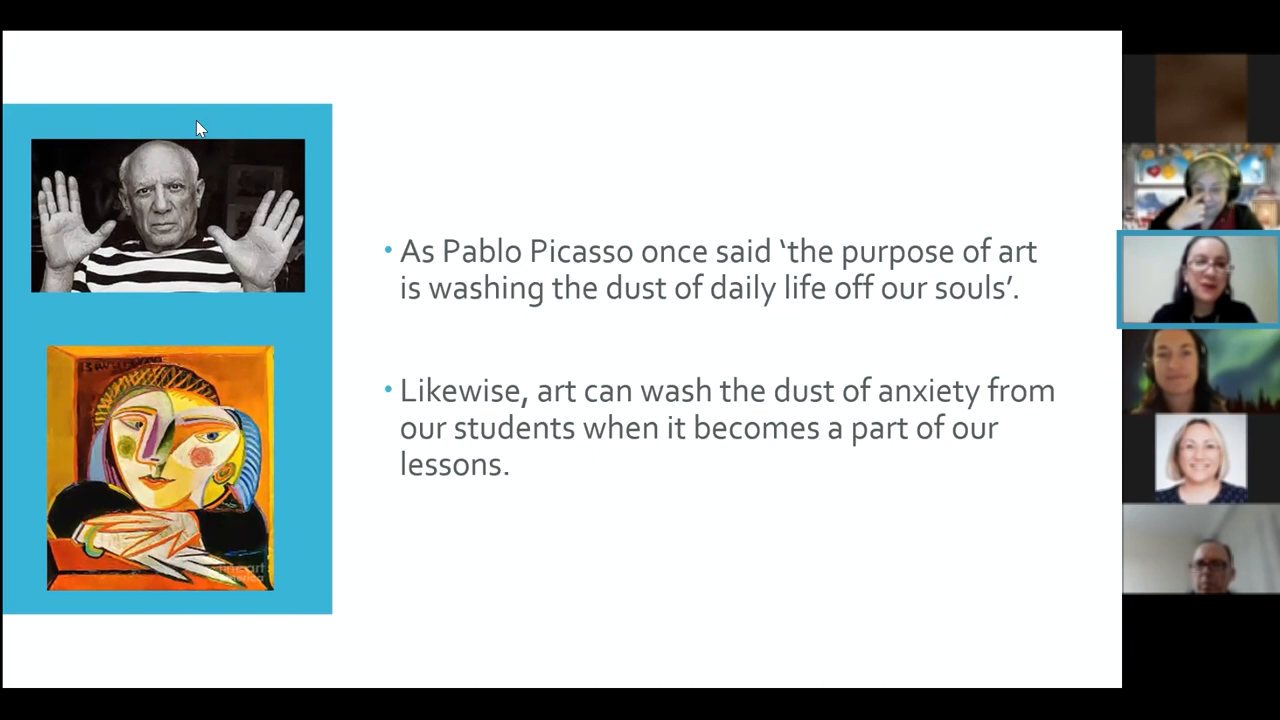 • As Pablo Picasso once said ‘the purpose of art
is washing the dust of daily life off our souls’.
• Likewise, art can wash the dust of anxiety from
our students when it becomes a part of our
lessons.